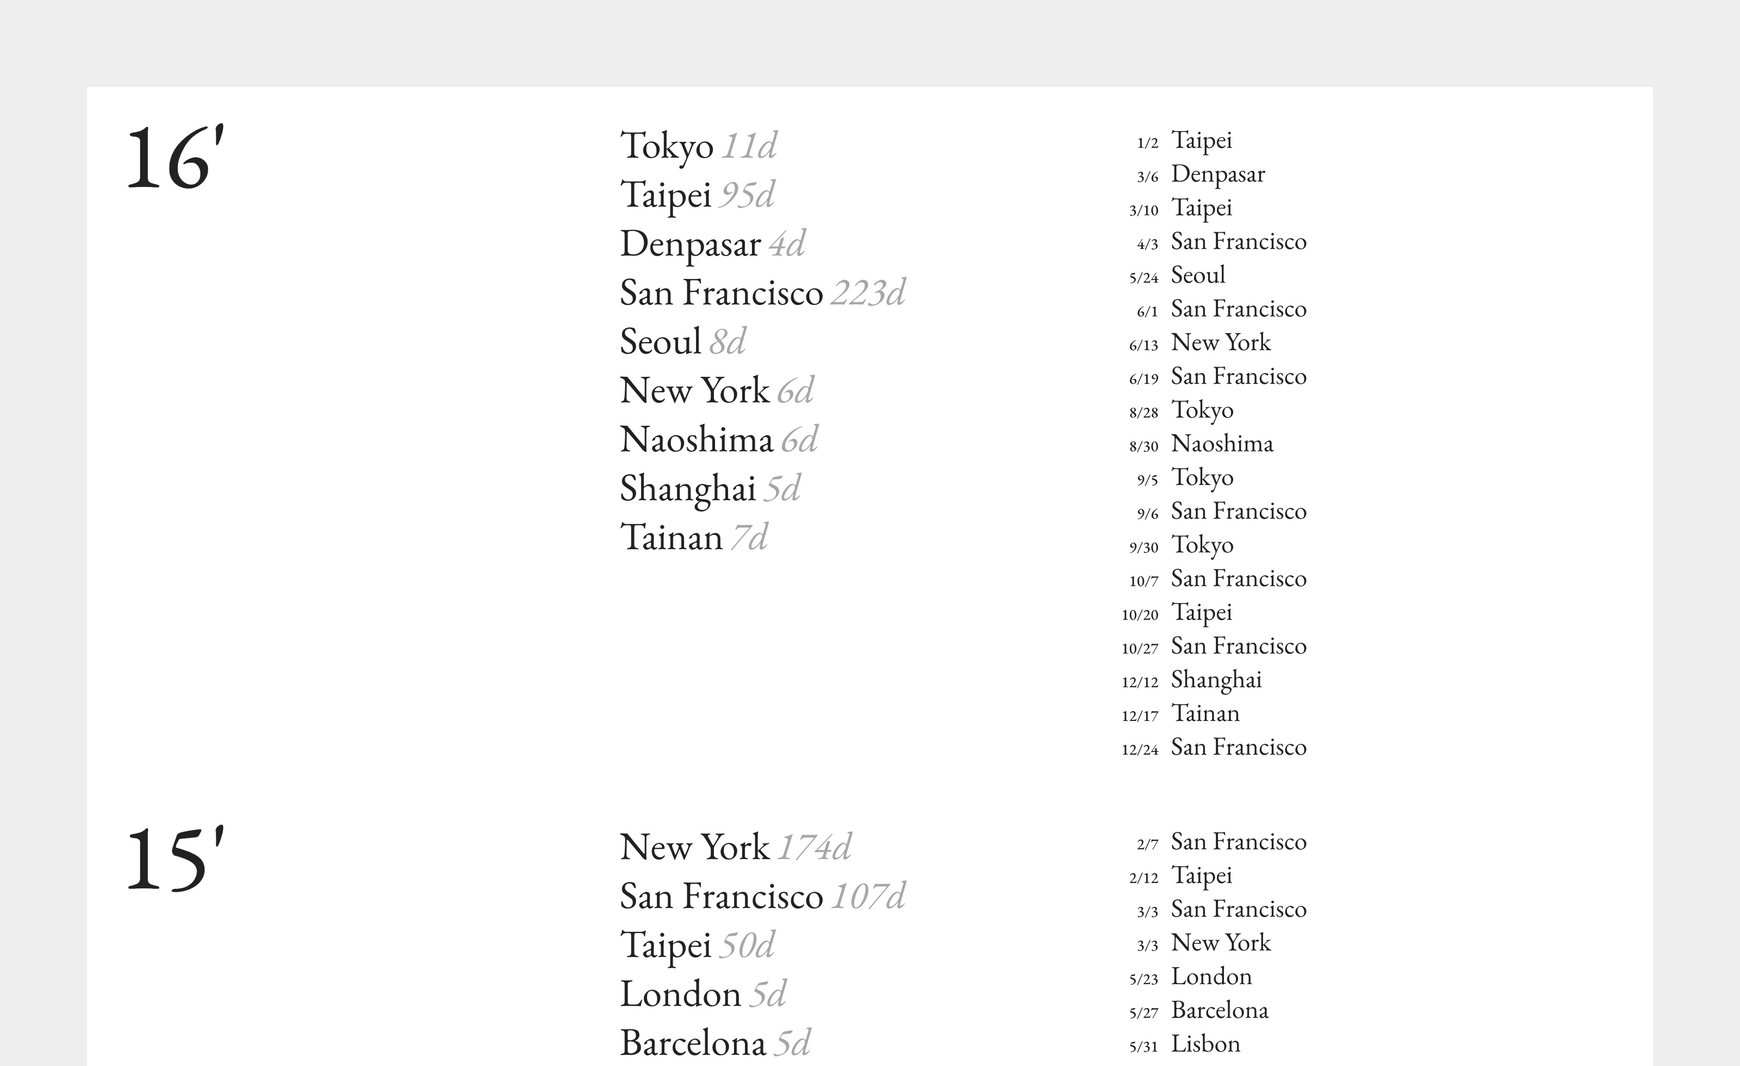 16'
Tokyo 11d
Taipei 95d
Denpasar 4d
San Francisco 223d
Seoul 8d
New York 6d
Naoshima 6d
Shanghai 5d
Tainan 7d
1/2 Taipei
3/6 Denpasar
3/10 Taipei
4/3 San Francisco
5/24 Seoul
6/1 San Francisco
6/13 New York
6/19 San Francisco
8/28 Tokyo
8/30 Naoshima
9/5 Tokyo
9/6 San Francisco
9/30 Tokyo
10/7 San Francisco
10/20 Taipei
10/27 San Francisco
12/12 Shanghai
12/17 Tainan
12/24 San Francisco
15'
New York 174d
San Francisco 107d
Taipei 50d
London 5d
Barcelona 5d
2/7 San Francisco
2/12 Taipei
3/3 San Francisco
3/3 New York
5/23 London
5/27 Barcelona
5/31 Lisbon